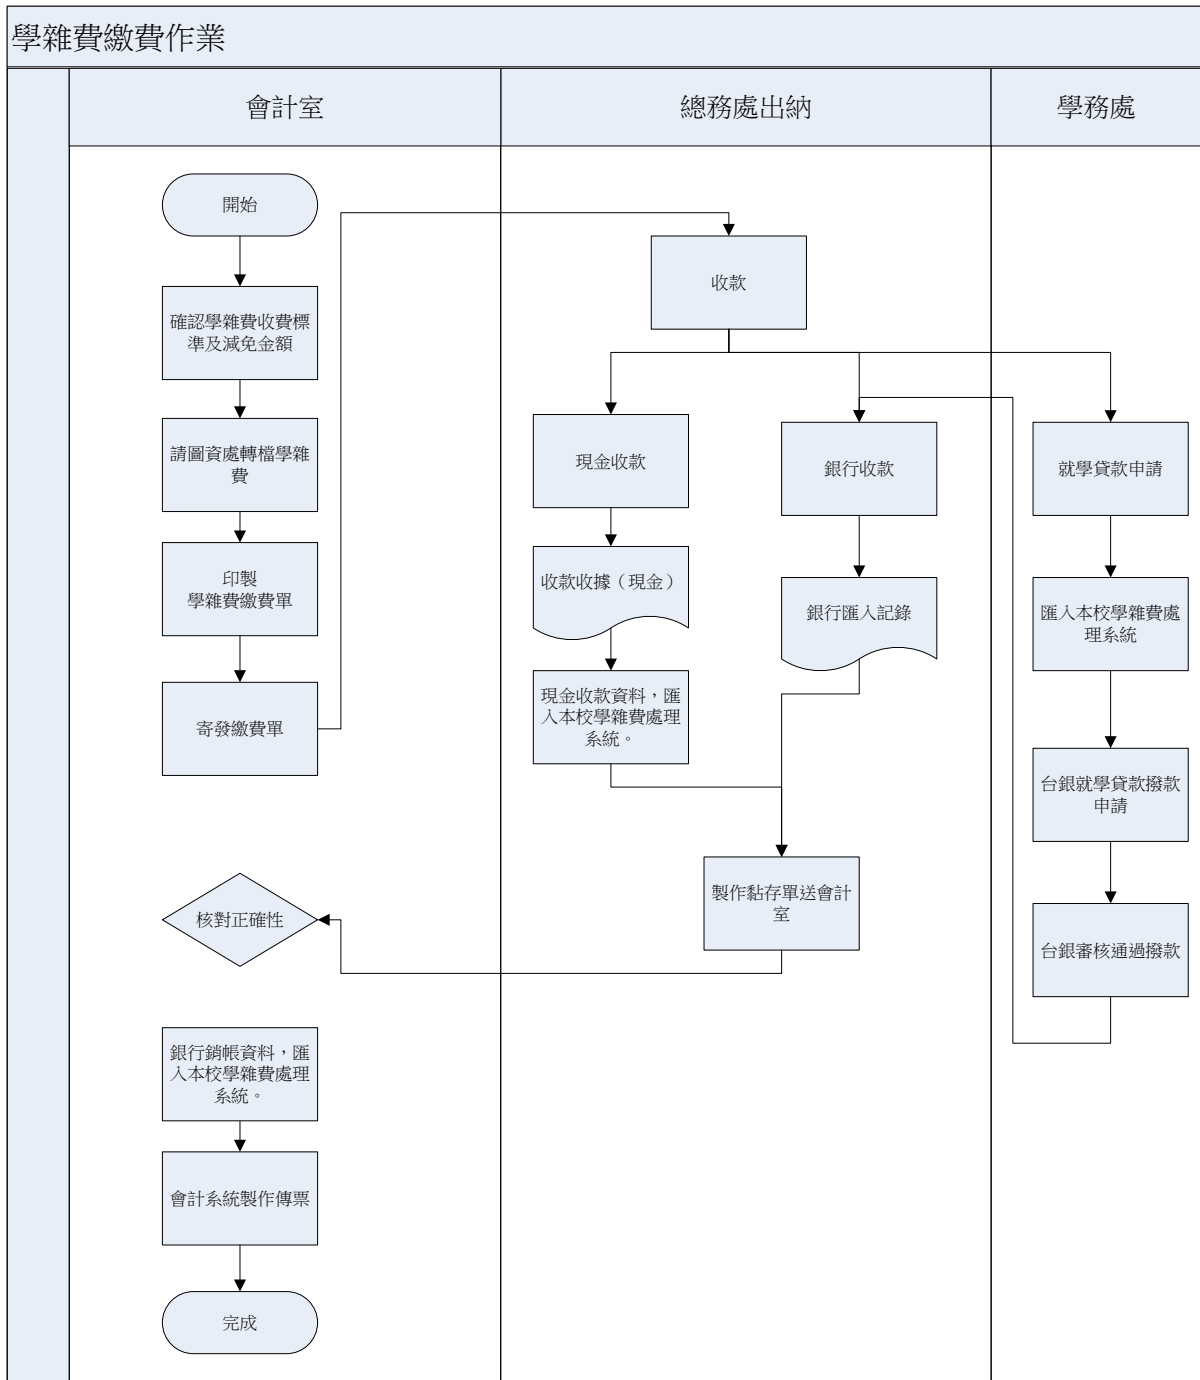 學雜費繳費作業
會計室
總務處出納
學務處
開始
確認學雜費收費標
準及減免金額
請圖資處轉檔學雜
費
印製
學雜費繳費單
寄發繳費單
核對正確性
銀行銷帳資料，匯
入本校學雜費處理
系統。
會計系統製作傳票
完成
收款
現金收款
收款收據（現金）
現金收款資料，匯
入本校學雜費處理
系統。
銀行收款
銀行匯入記錄
製作黏存單送會計
室
就學貸款申請
匯入本校學雜費處
理系統
台銀就學貸款撥款
申請
台銀審核通過撥款